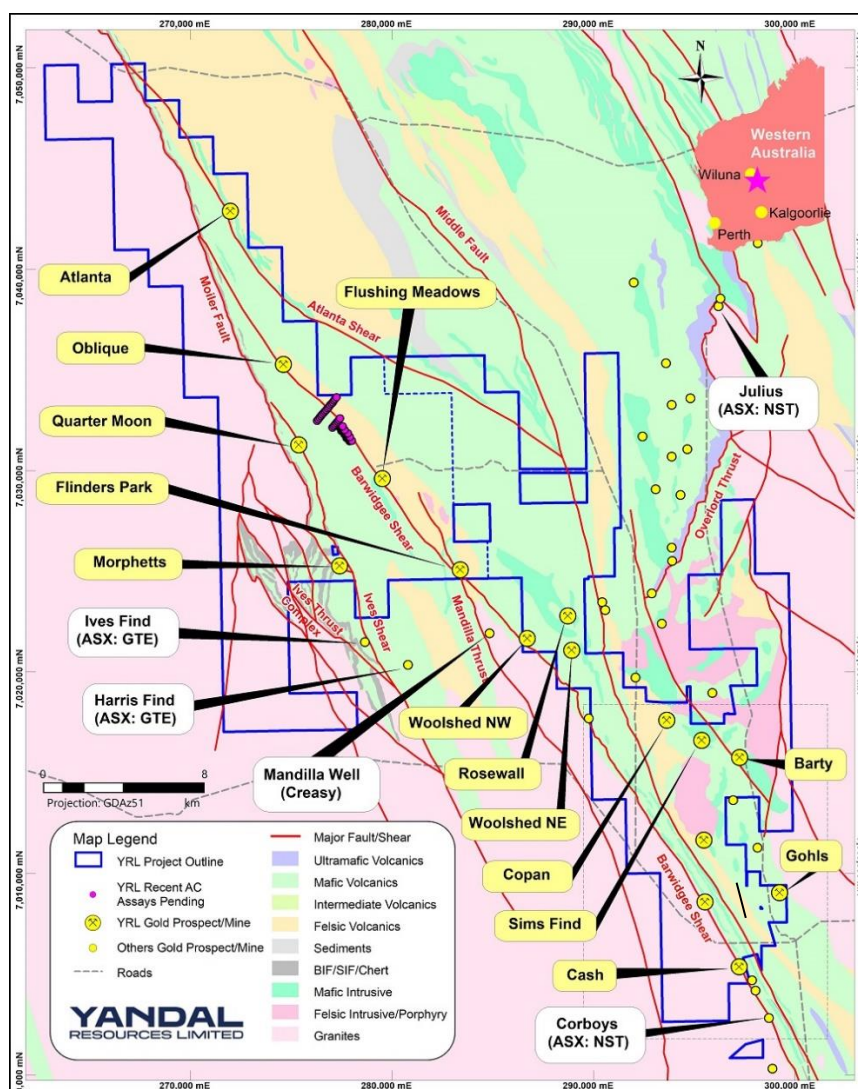 270,000 mE
280,000 mE
290,000 mE
300,000 mE
7,050,000 mN
7,040,000 mN
7,030,000 mN
7,020,000 mN
7,010,000 mN
N
Western
Australia
Wiluna
Kalgoorlie
Perth
Middle Fault
Moiler Fault
Atlanta
Flushing Meadows
Atlanta Shear
Oblique
Julius
(ASX: NST)
Quarter Moon
Barwidgee Shear
Flinders Park
Overlord Thrust
Morphetts
Ives Thrust
Complex
Ives Shear
Mandilla Thrust
Ives Find
(ASX: GTE)
Harris Find
(ASX: GTE)
Woolshed NW
Mandilla Well
(Creasy)
Rosewall
Barty
Woolshed NE
Copan
Gohls
Barwidgee Shear
Sims Find
Cash
Corboys
(ASX: NST)
0
8
km
Projection: GDAz51
Map Legend
YRL Project Outline
YRL Recent AC
Assays Pending
YRL Gold Prospect/Mine
Others Gold Prospect/Mine
Roads
Major Fault/Shear
Ultramafic Volcanics
Mafic Volcanics
Intermediate Volcanics
Felsic Volcanics
Sediments
BIF/SIF/Chert
Mafic Intrusive
Felsic Intrusive/Porphyry
Granites
YANDAL
RESOURCES LIMITED
270,000 mE
280,000 mE
290,000 mE
300,000 mE